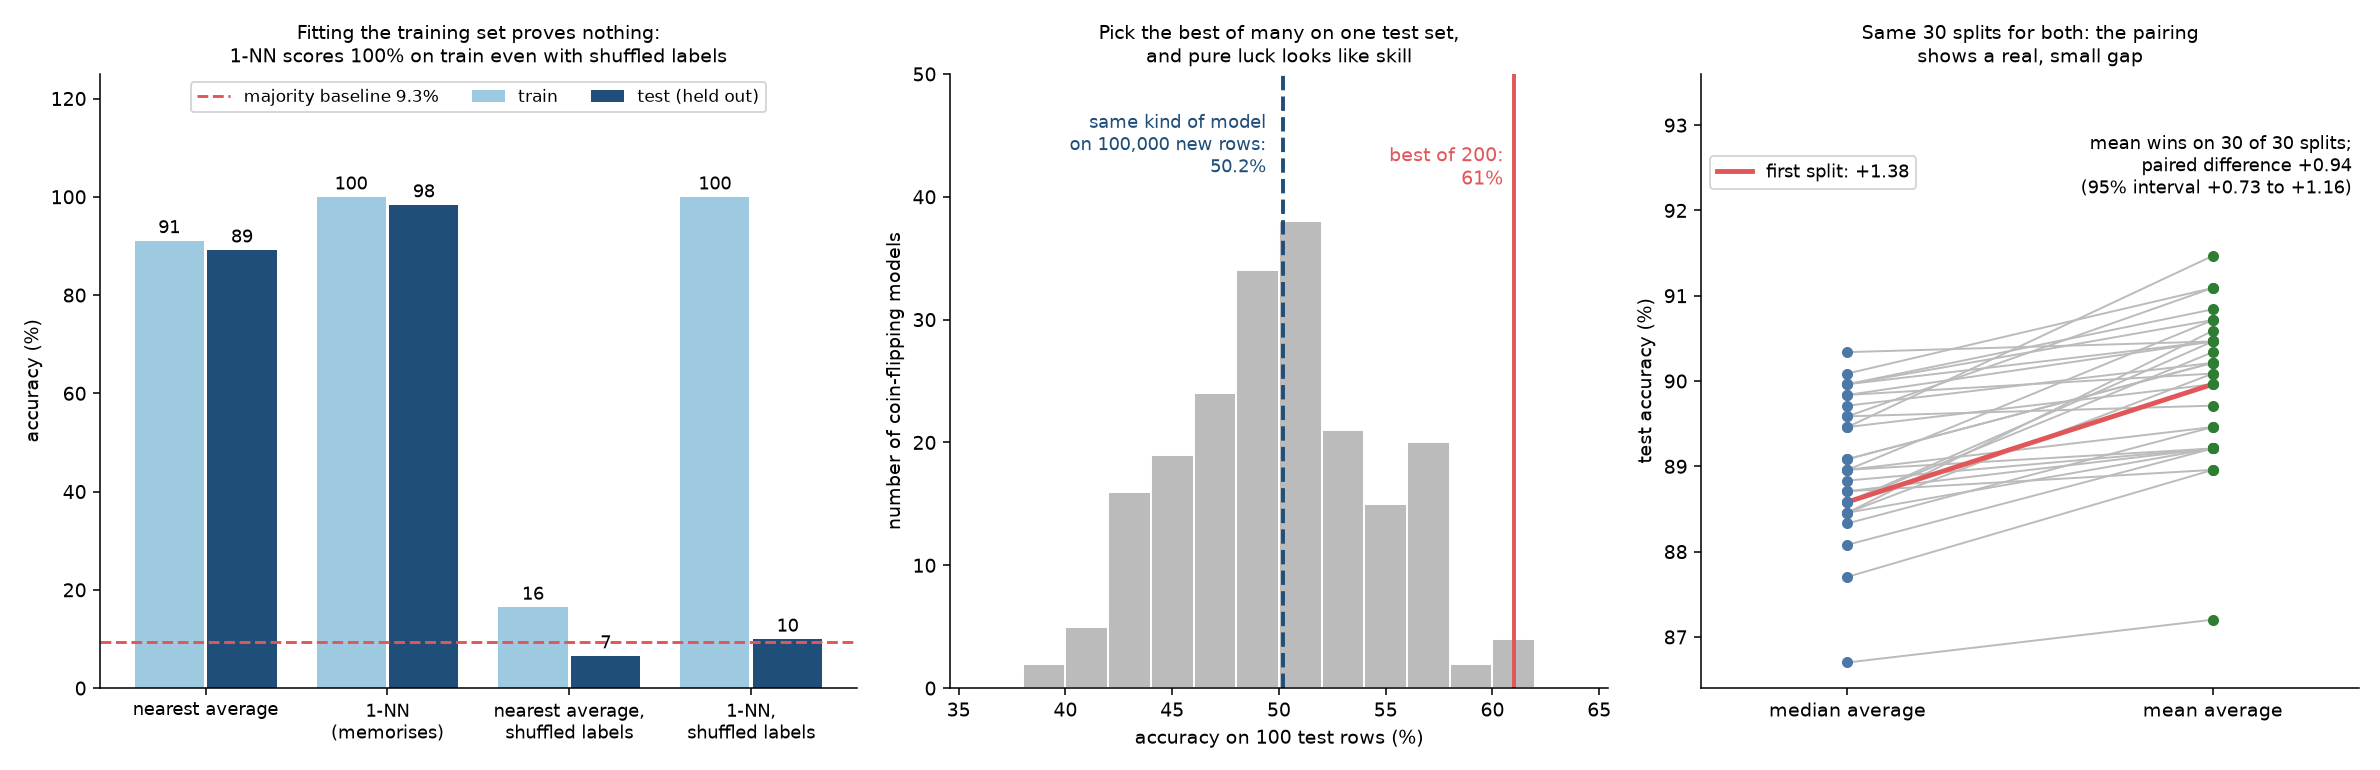 Fitting the training set proves nothing:
1-NN scores 100% on train even with shuffled labels
majority baseline 9.3%
train
test (held out)
accuracy (%)
120
100
80
60
40
20
0
91
89
100
98
16
7
100
10
nearest average
1-NN
(memorises)
nearest average,
shuffled labels
1-NN,
shuffled labels
Pick the best of many on one test set,
and pure luck looks like skill
same kind of model
on 100,000 new rows:
50.2%
best of 200:
61%
number of coin-flipping models
50
40
30
20
10
0
35
40
45
50
55
60
65
accuracy on 100 test rows (%)
Same 30 splits for both: the pairing
shows a real, small gap
mean wins on 30 of 30 splits;
paired difference +0.94
(95% interval +0.73 to +1.16)
first split: +1.38
test accuracy (%)
93
92
91
90
89
88
87
median average
mean average